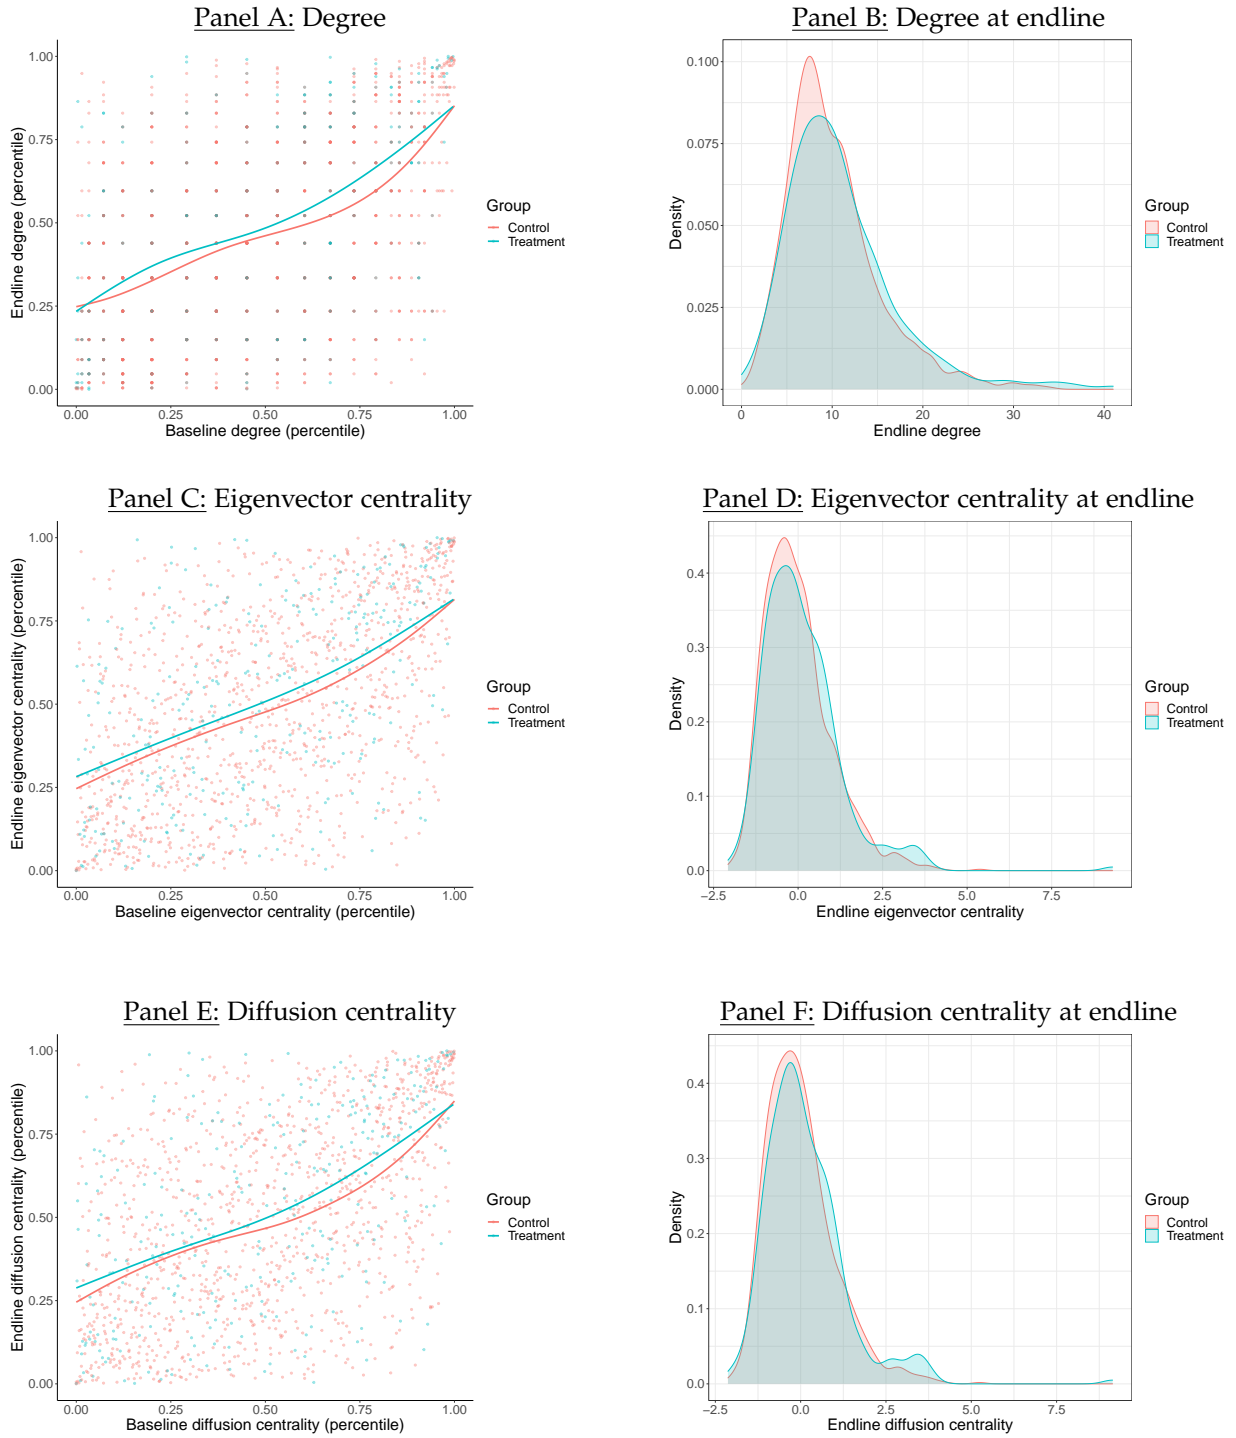 Panel A: Degree
1.00
0.75
0.50
0.25
0.00
Endline degree (percentile)
0.00 0.25 0.50 0.75 1.00
Baseline degree (percentile)
Group
Control
Treatment
Panel B: Degree at endline
0.100
0.075
0.050
0.025
0.000
Density
0 10 20 30 40
Endline degree
Group
Control
Treatment
Panel C: Eigenvector centrality
1.00
0.75
0.50
0.25
0.00
Endline eigenvector centrality (percentile)
0.00 0.25 0.50 0.75 1.00
Baseline eigenvector centrality (percentile)
Group
Control
Treatment
Panel D: Eigenvector centrality at endline
0.4
0.3
0.2
0.1
0.0
Density
−2.5 0.0 2.5 5.0 7.5
Endline eigenvector centrality
Group
Control
Treatment
Panel E: Diffusion centrality
1.00
0.75
0.50
0.25
0.00
Endline diffusion centrality (percentile)
0.00 0.25 0.50 0.75 1.00
Baseline diffusion centrality (percentile)
Group
Control
Treatment
Panel F: Diffusion centrality at endline
0.4
0.3
0.2
0.1
0.0
Density
−2.5 0.0 2.5 5.0 7.5
Endline diffusion centrality
Group
Control
Treatment